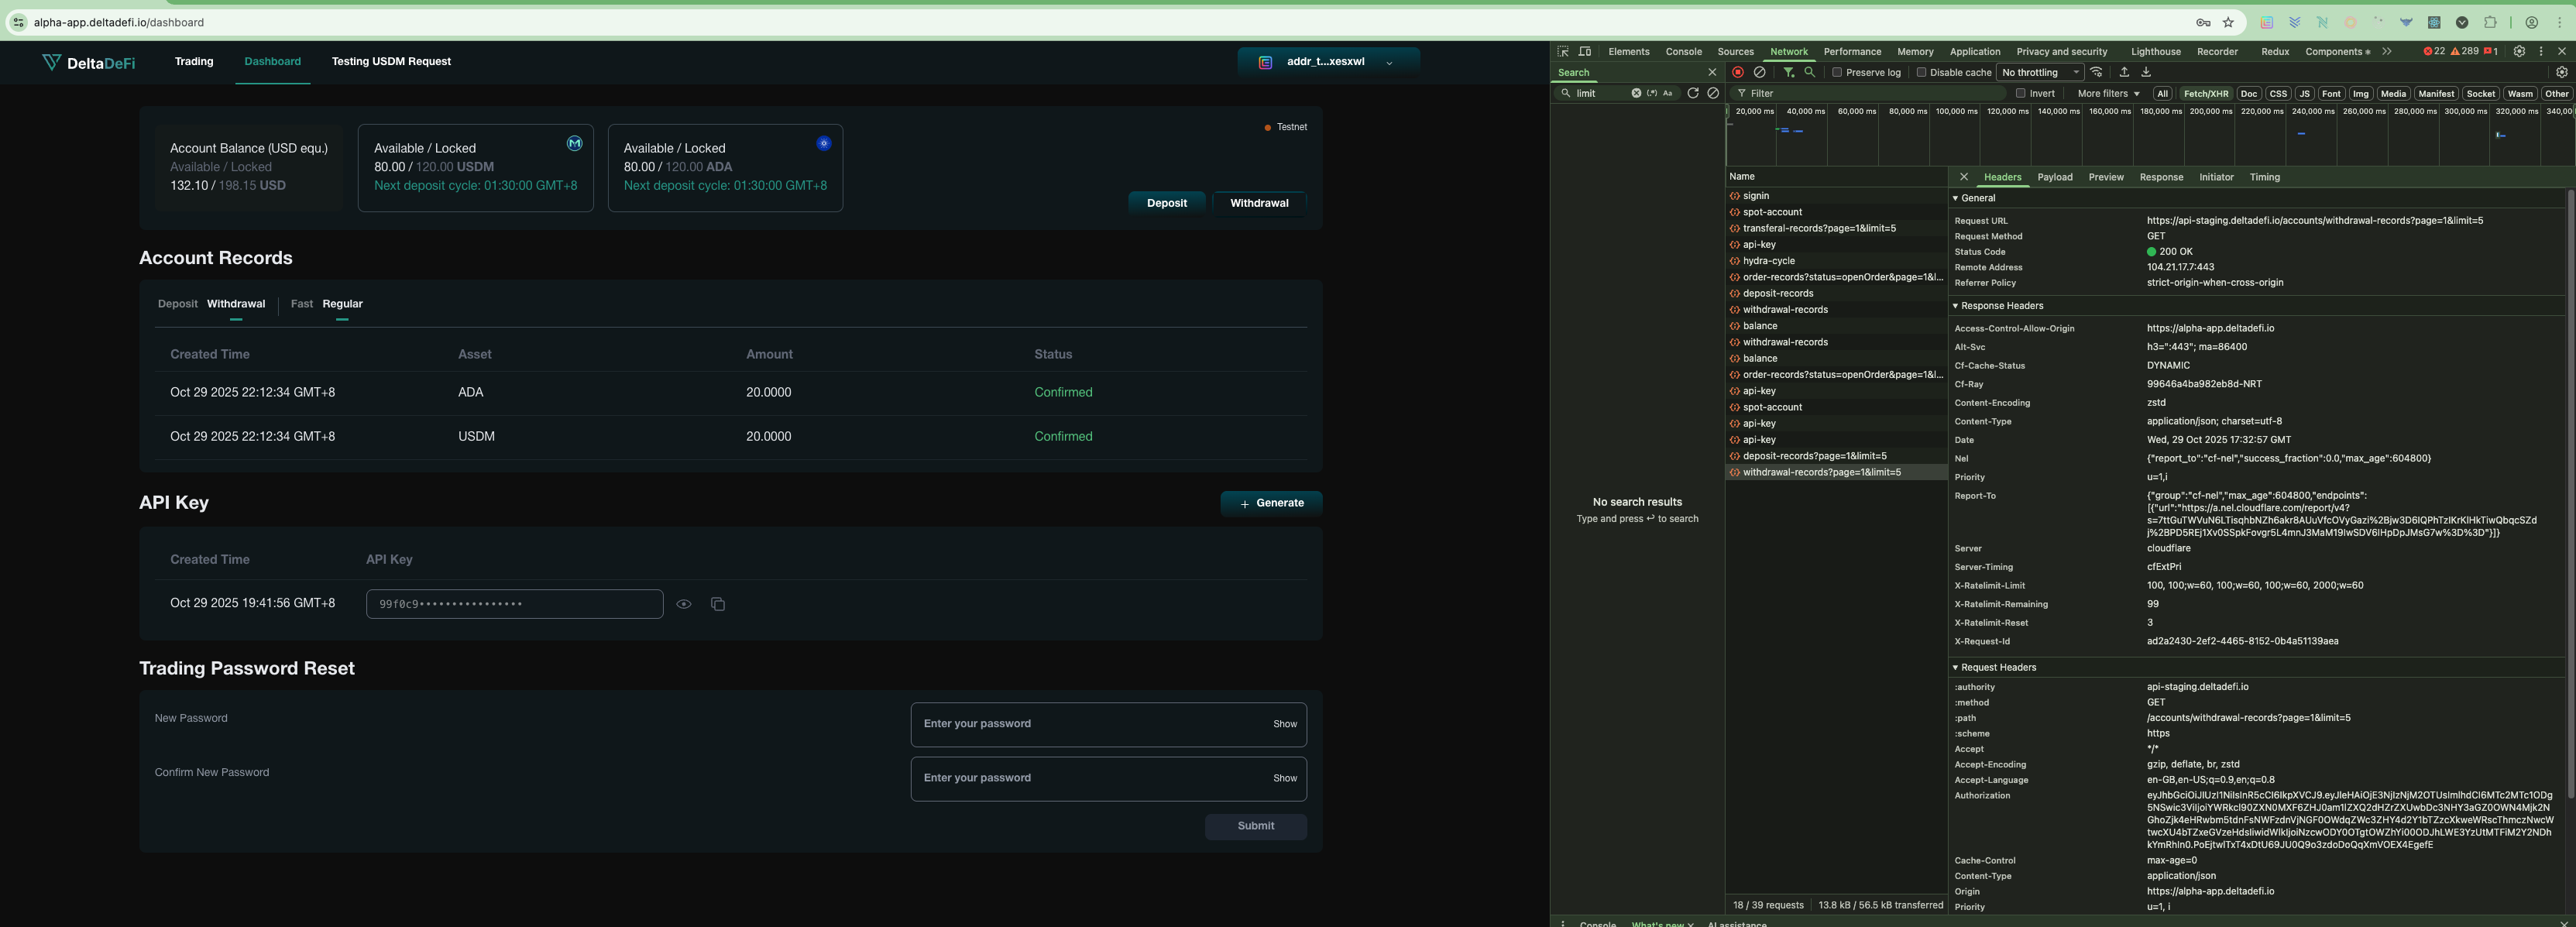 alpha-app.deltadefi.io/dashboard
DeltaDeFi
Trading
Dashboard
Testing USDM Request
addr_t...xesxwl
Testnet
Account Balance (USD equ.)
Available / Locked
132.10 / 198.15 USD
Available / Locked
80.00 / 120.00 USDM
Next deposit cycle: 01:30:00 GMT+8
Available / Locked
80.00 / 120.00 ADA
Next deposit cycle: 01:30:00 GMT+8
Deposit
Withdrawal
Account Records
Deposit Withdrawal Fast Regular
Created Time Asset Amount Status
Oct 29 2025 22:12:34 GMT+8 ADA 20.0000 Confirmed
Oct 29 2025 22:12:34 GMT+8 USDM 20.0000 Confirmed
API Key
+ Generate
Created Time API Key
Oct 29 2025 19:41:56 GMT+8 99f0c9••••••••••••••••
Trading Password Reset
New Password
Enter your password Show
Confirm New Password
Enter your password Show
Submit
Elements Console Sources Network Performance Memory Application Privacy and security Lighthouse Recorder Redux Components 22 289 1
Search
Preserve log Disable cache No throttling
limit
Aa
Filter
Invert More filters All Fetch/XHR Doc CSS JS Font Img Media Manifest Socket Wasm Other
20,000 ms 40,000 ms 60,000 ms 80,000 ms 100,000 ms 120,000 ms 140,000 ms 160,000 ms 180,000 ms 200,000 ms 220,000 ms 240,000 ms 260,000 ms 280,000 ms 300,000 ms 320,000 ms 340,00
No search results
Type and press ↩ to search
Name
signin
spot-account
transferal-records?page=1&limit=5
api-key
hydra-cycle
order-records?status=openOrder&page=1&l...
deposit-records
withdrawal-records
balance
withdrawal-records
balance
order-records?status=openOrder&page=1&l...
api-key
spot-account
api-key
api-key
deposit-records?page=1&limit=5
withdrawal-records?page=1&limit=5
18 / 39 requests 13.8 kB / 56.5 kB transferred
Headers Payload Preview Response Initiator Timing
General
Request URL https://api-staging.deltadefi.io/accounts/withdrawal-records?page=1&limit=5
Request Method GET
Status Code 200 OK
Remote Address 104.21.17.7:443
Referrer Policy strict-origin-when-cross-origin
Response Headers
Access-Control-Allow-Origin https://alpha-app.deltadefi.io
Alt-Svc h3=":443"; ma=86400
Cf-Cache-Status DYNAMIC
Cf-Ray 99646a4ba982eb8d-NRT
Content-Encoding zstd
Content-Type application/json; charset=utf-8
Date Wed, 29 Oct 2025 17:32:57 GMT
Nel {"report_to":"cf-nel","success_fraction":0.0,"max_age":604800}
Priority u=1,i
Report-To {"group":"cf-nel","max_age":604800,"endpoints":
Server cloudflare
Server-Timing cfExtPri
X-Ratelimit-Limit 100, 100;w=60, 100;w=60, 100;w=60, 2000;w=60
X-Ratelimit-Remaining 99
X-Ratelimit-Reset 3
X-Request-Id ad2a2430-2ef2-4465-8152-0b4a51139aea
Request Headers
:authority api-staging.deltadefi.io
:method GET
:path /accounts/withdrawal-records?page=1&limit=5
:scheme https
Accept */*
Accept-Encoding gzip, deflate, br, zstd
Accept-Language en-GB,en-US;q=0.9,en;q=0.8
Authorization
Cache-Control max-age=0
Content-Type application/json
Origin https://alpha-app.deltadefi.io
Priority u=1, i
Console What's new AI assistance